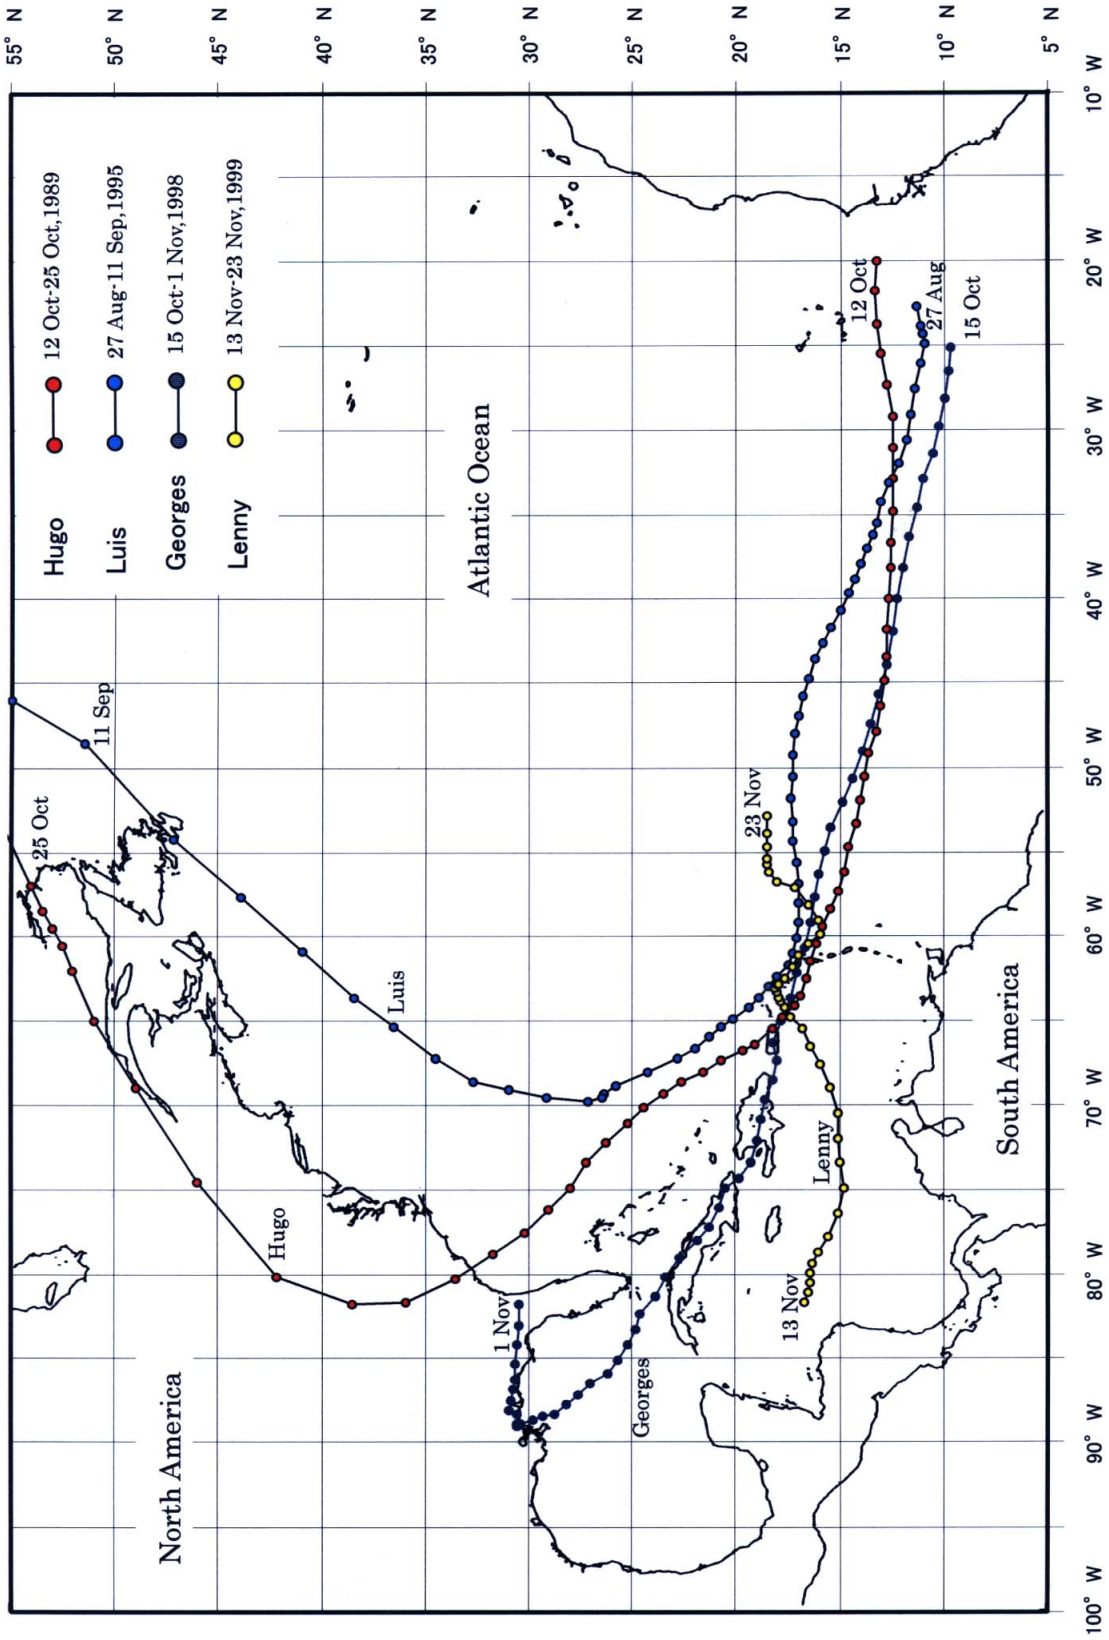 Hugo 12 Oct-25 Oct,1989
Luis 27 Aug-11 Sep,1995
Georges 15 Oct-1 Nov,1998
Lenny 13 Nov-23 Nov,1999
North America
Atlantic Ocean
South America
25 Oct
11 Sep
Hugo
Luis
1 Nov
Georges
23 Nov
13 Nov
Lenny
12 Oct
27 Aug
15 Oct
55° N
50° N
45° N
40° N
35° N
30° N
25° N
20° N
15° N
10° N
5° N
100° W
90° W
80° W
70° W
60° W
50° W
40° W
30° W
20° W
10° W